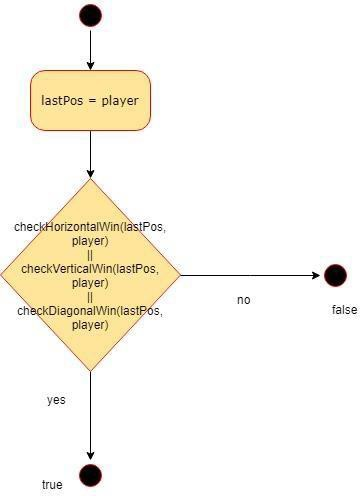 lastPos = player
checkHorizontalWin(lastPos,
player)
||
checkVerticalWin(lastPos,
player)
||
checkDiagonalWin(lastPos,
player)
no
false
yes
true